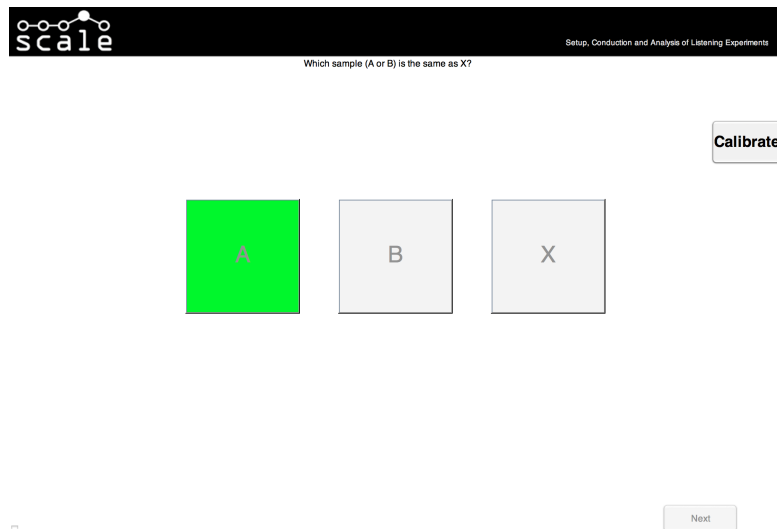 scale
Setup, Conduction and Analysis of Listening Experiments
Which sample (A or B) is the same as X?
Calibrate
A
B
X
Next